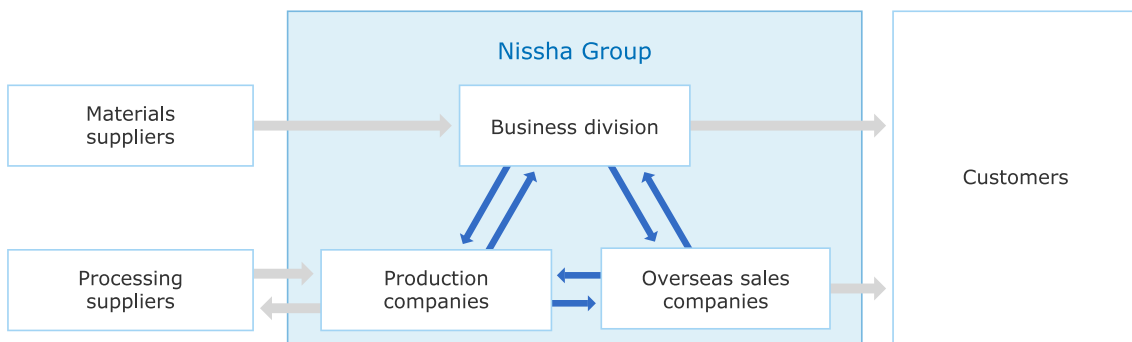 Nissha Group
Materials
suppliers
Business division
Customers
Processing
suppliers
Production
companies
Overseas sales
companies